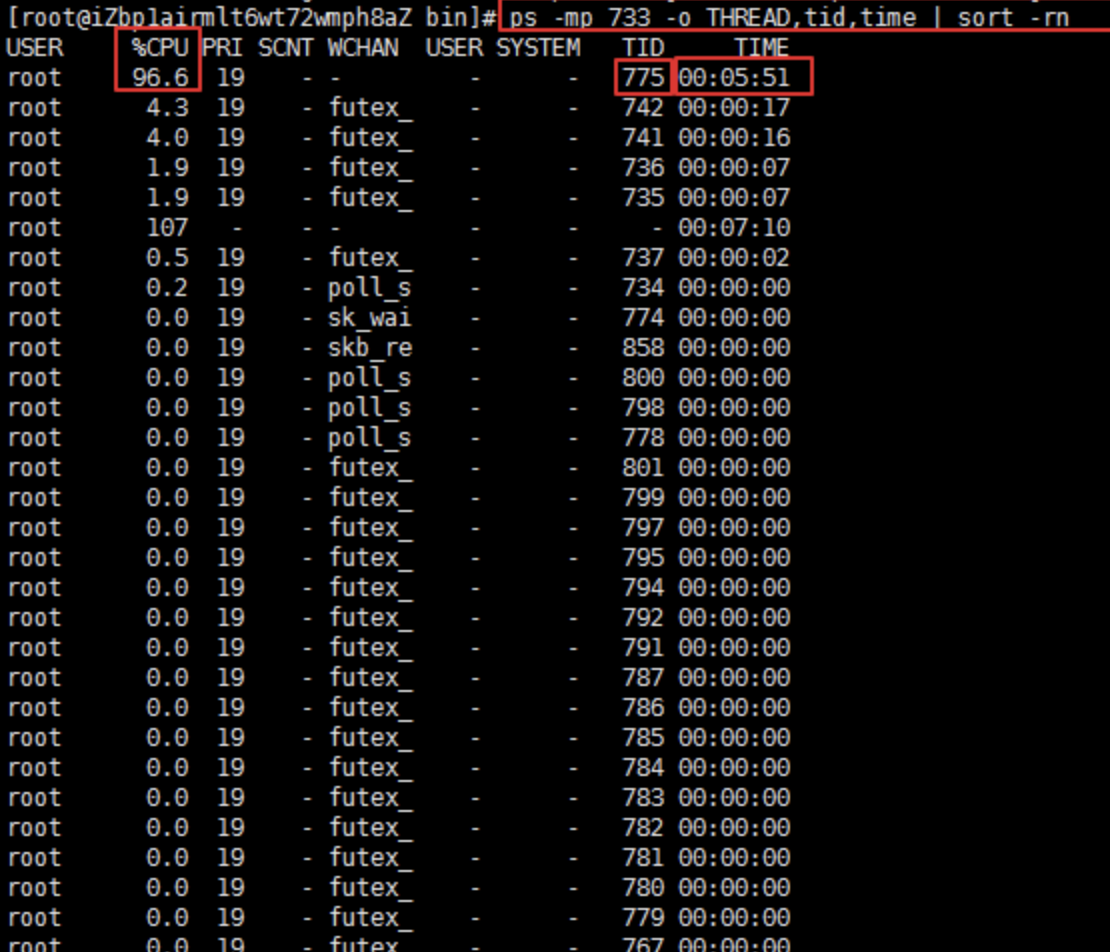 [root@iZbp1airmlt6wt72wmph8aZ bin]# ps -mp 733 -o THREAD,tid,time | sort -rn
USER %CPU PRI SCNT WCHAN USER SYSTEM TID TIME
root 96.6 19 - - - - 775 00:05:51
root 4.3 19 - futex_ - - 742 00:00:17
root 4.0 19 - futex_ - - 741 00:00:16
root 1.9 19 - futex_ - - 736 00:00:07
root 1.9 19 - futex_ - - 735 00:00:07
root 107 - - - - - - 00:07:10
root 0.5 19 - futex_ - - 737 00:00:02
root 0.2 19 - poll_s - - 734 00:00:00
root 0.0 19 - sk_wai - - 774 00:00:00
root 0.0 19 - skb_re - - 858 00:00:00
root 0.0 19 - poll_s - - 800 00:00:00
root 0.0 19 - poll_s - - 798 00:00:00
root 0.0 19 - poll_s - - 778 00:00:00
root 0.0 19 - futex_ - - 801 00:00:00
root 0.0 19 - futex_ - - 799 00:00:00
root 0.0 19 - futex_ - - 797 00:00:00
root 0.0 19 - futex_ - - 795 00:00:00
root 0.0 19 - futex_ - - 794 00:00:00
root 0.0 19 - futex_ - - 792 00:00:00
root 0.0 19 - futex_ - - 791 00:00:00
root 0.0 19 - futex_ - - 787 00:00:00
root 0.0 19 - futex_ - - 786 00:00:00
root 0.0 19 - futex_ - - 785 00:00:00
root 0.0 19 - futex_ - - 784 00:00:00
root 0.0 19 - futex_ - - 783 00:00:00
root 0.0 19 - futex_ - - 782 00:00:00
root 0.0 19 - futex_ - - 781 00:00:00
root 0.0 19 - futex_ - - 780 00:00:00
root 0.0 19 - futex_ - - 779 00:00:00
root 0.0 19 - futex - - 767 00:00:00